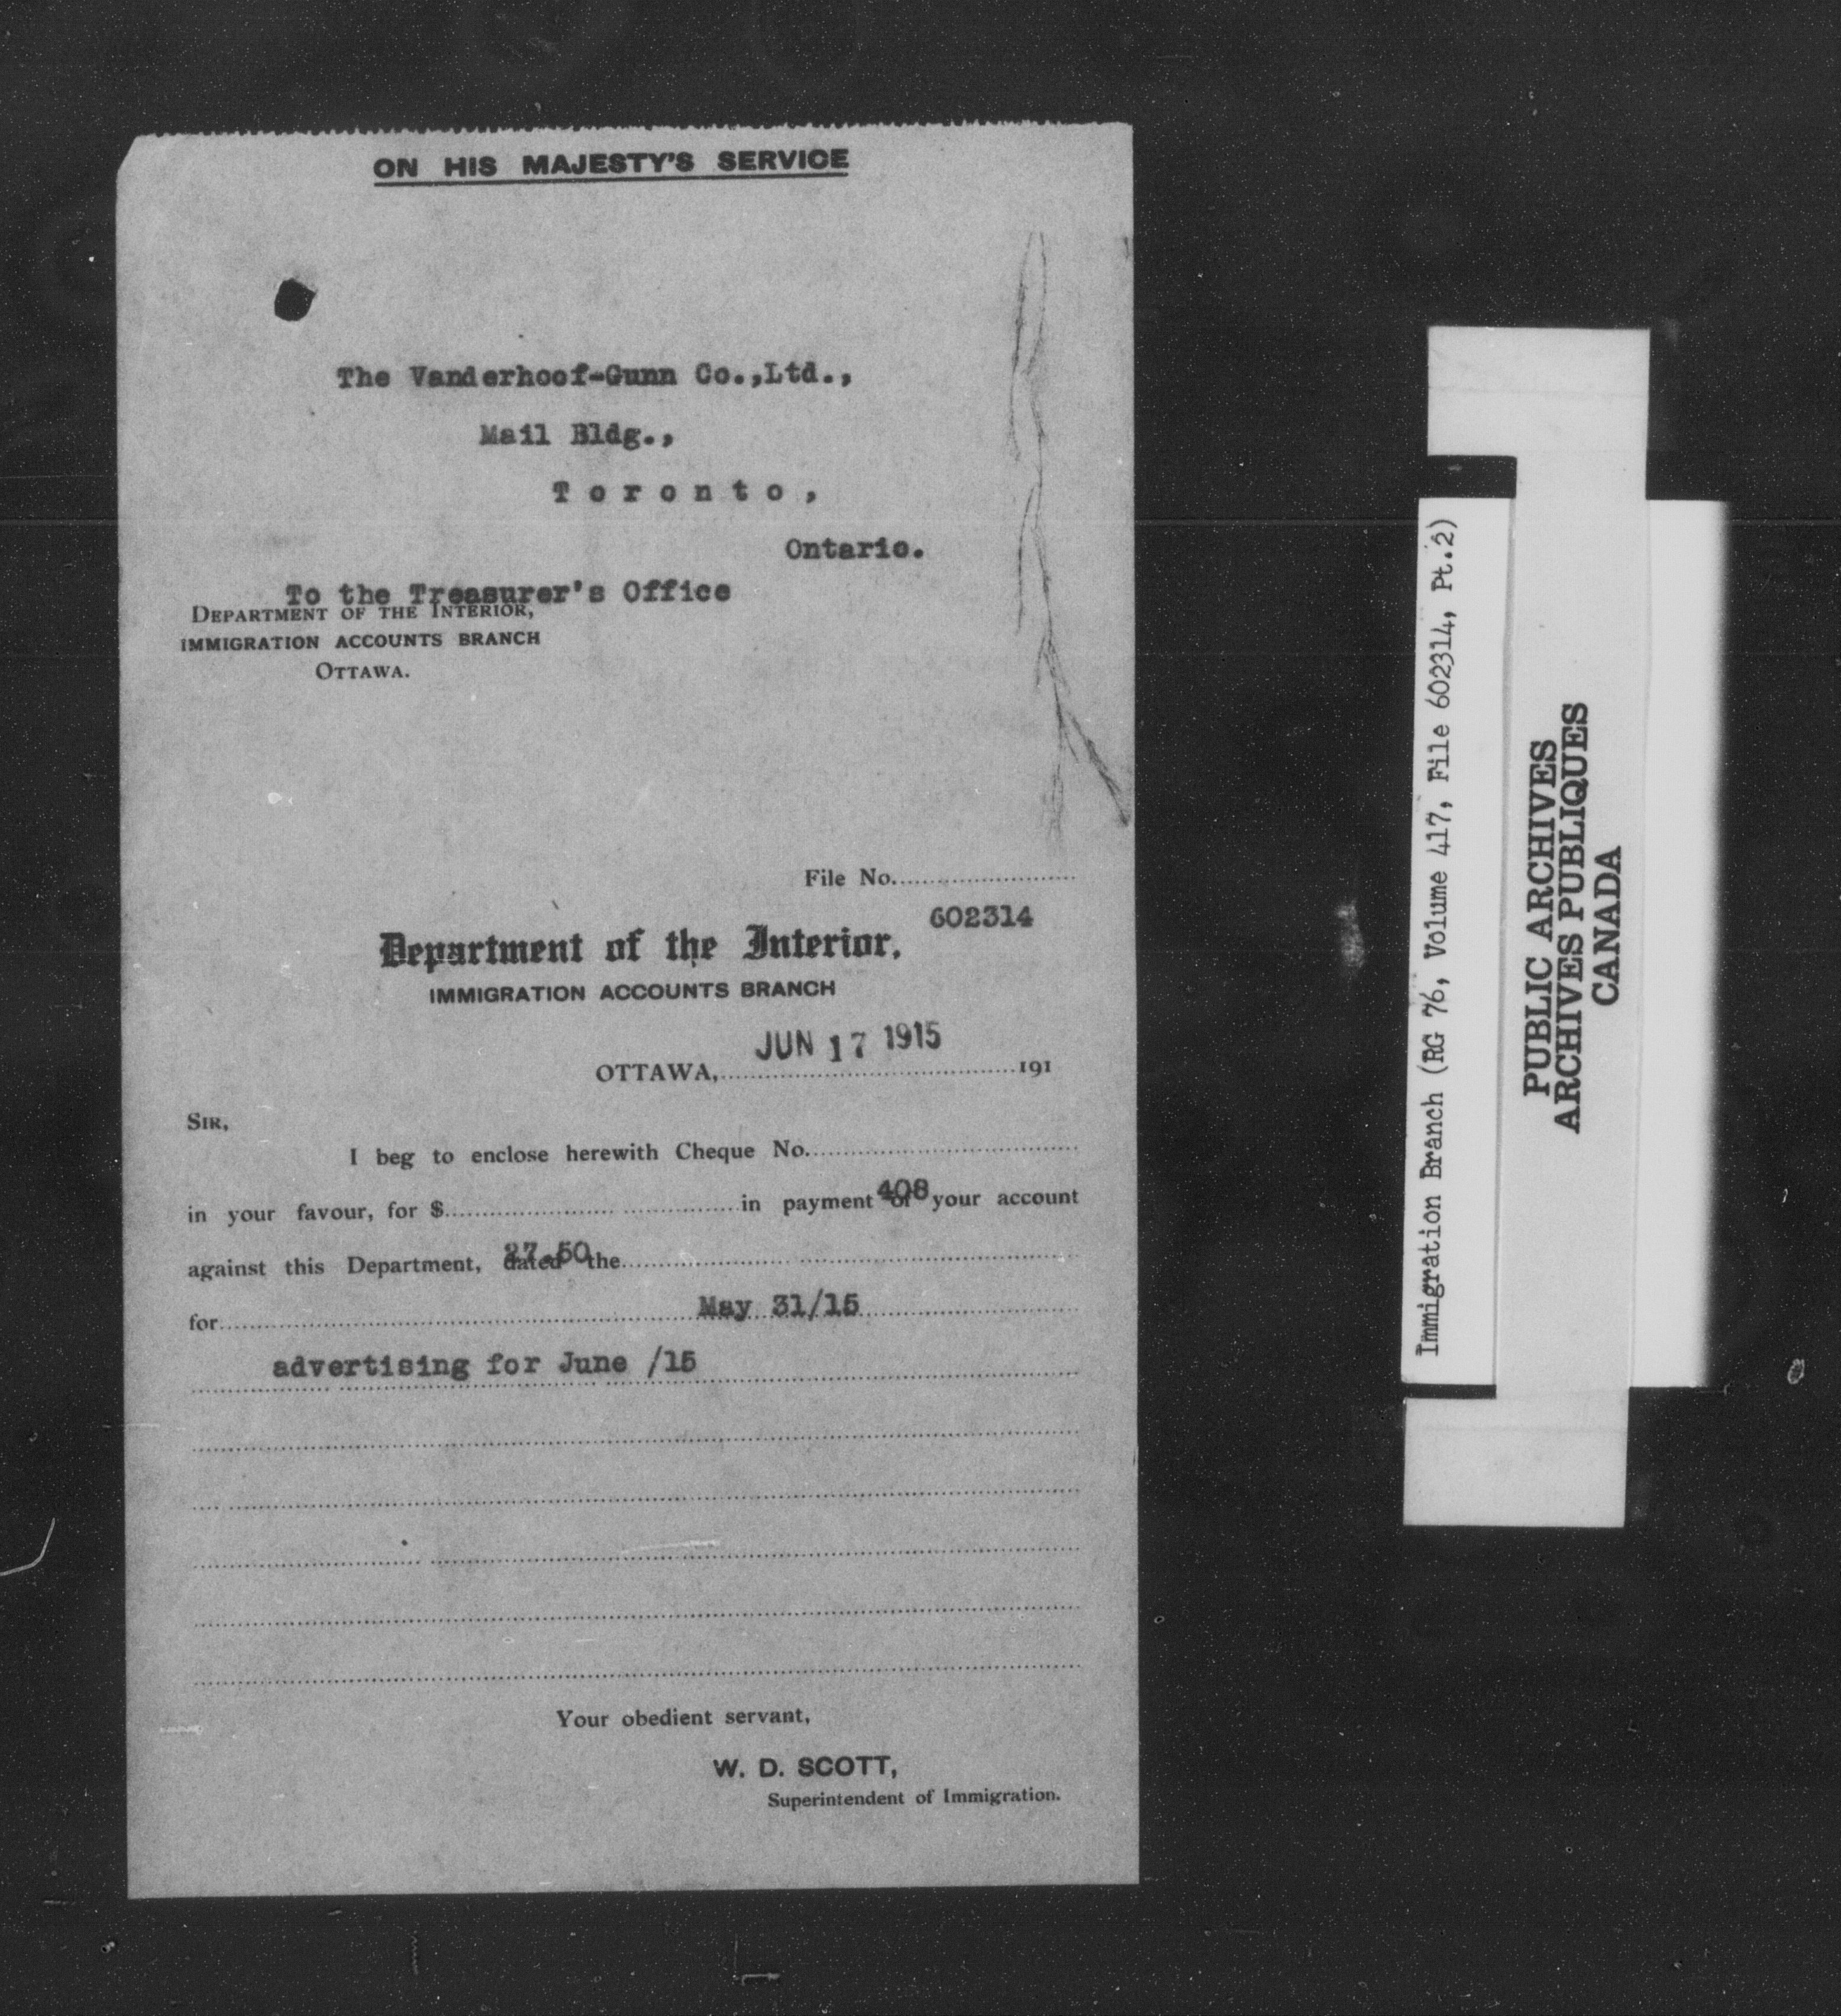 ON HIS MAJESTY'S SERVICE
The Vanderhoof-Gunn Co.,Ltd.,
Mail Bldg.,
Toronto,
Ontario.
To the Treasurer's Office
DEPARTMENT OF THE INTERIOR,
IMMIGRATION ACCOUNTS BRANCH
OTTAWA.
File No.
602314
Department of the Interior,
IMMIGRATION ACCOUNTS BRANCH
JUN 17 1915
OTTAWA, 191
SIR,
I beg to enclose herewith Cheque No.
408
in your favour, for $ in payment of your account
27.50
against this Department, dated the
May 31/15
for
advertising for June /15
Your obedient servant,
W. D. SCOTT,
Superintendent of Immigration.
Immigration Branch (RG 76, Volume 417, File 602314, Pt.2)
PUBLIC ARCHIVES
ARCHIVES PUBLIQUES
CANADA